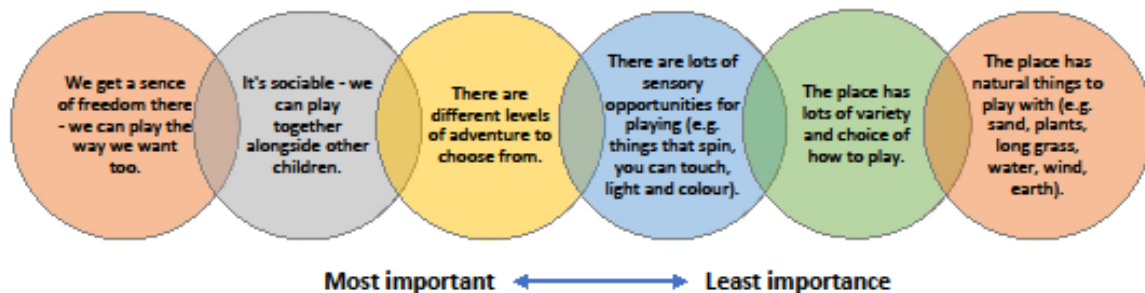 We get a sence
of freedom there
- we can play the
way we want
too.
It's sociable - we
can play
together
alongside other
children.
There are
different levels
of adventure to
choose from.
There are lots of
sensory
opportunities for
playing (e.g.
things that spin,
you can touch,
light and colour).
The place has
lots of variety
and choice of
how to play.
The place has
natural things to
play with (e.g.
sand, plants,
long grass,
water, wind,
earth).
Most important
Least importance